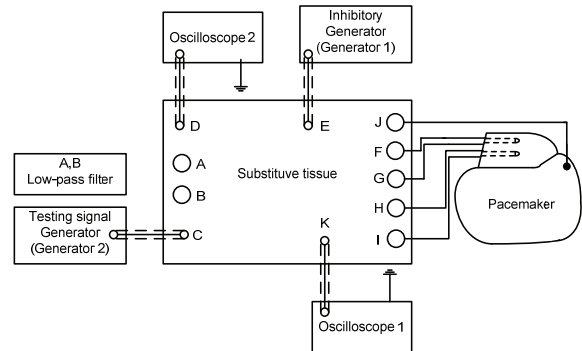 Oscilloscope 2
Inhibitory
Generator
(Generator 1)
D
E
J
A
F
A,B
Low-pass filter
Substituve tissue
G
B
H
Pacemaker
Testing signal
Generator
(Generator 2)
C
K
I
Oscilloscope 1